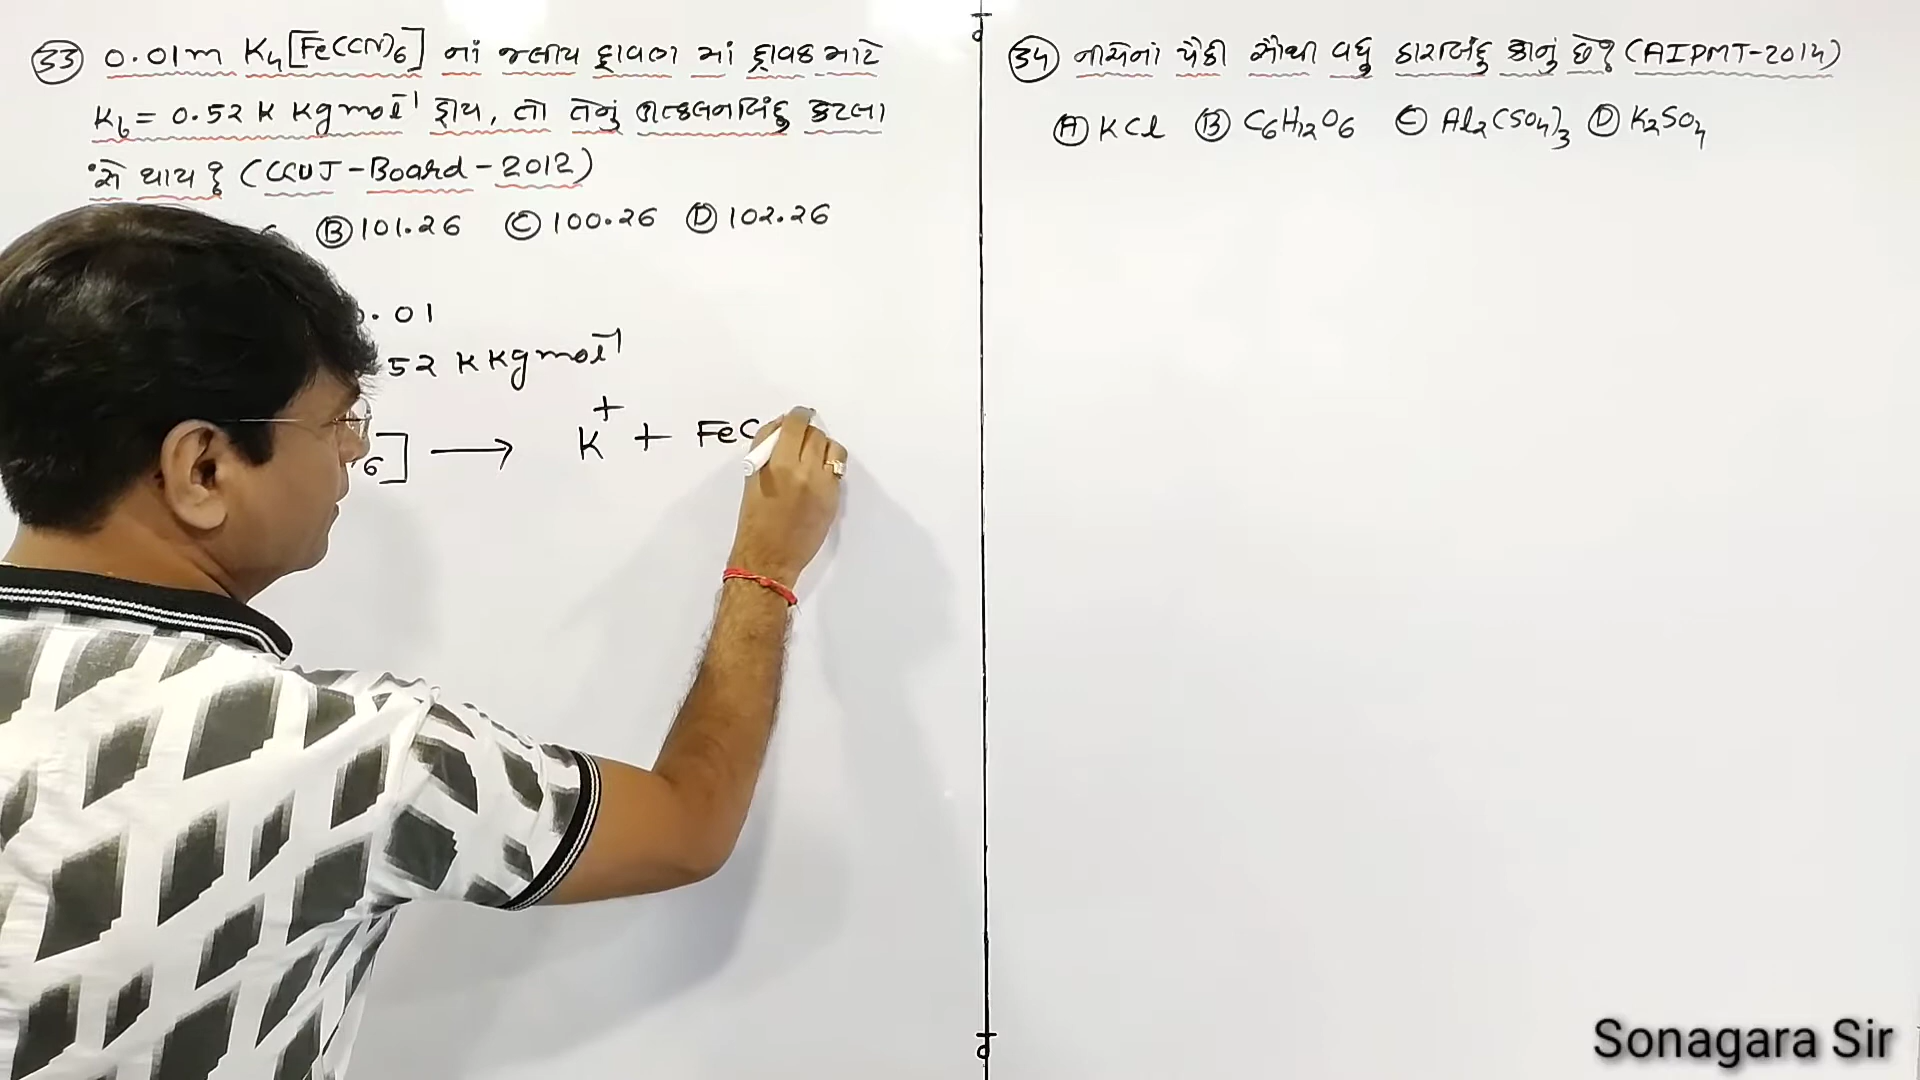 33 0.01m K4[Fe(CN)6] નાં જલીય દ્રાવણ માં દ્રાવક માટે
Kb = 0.52 K Kg mol-1 હોય, તો તેનું ઉત્કલનબિંદુ કેટલા
°સે થાય ? (GUJ-Board-2012)
(B) 101.26 (C) 100.26 (D) 102.26
.01
52 K Kg mol-1
6] → K+ + FeC
34 નીચેનાં પૈકી સૌથી વધુ ઠારબિંદુ કોનું છે ? (AIPMT-2014)
(A) KCl (B) C6H12O6 (C) Al2(SO4)3 (D) K2SO4
Sonagara Sir